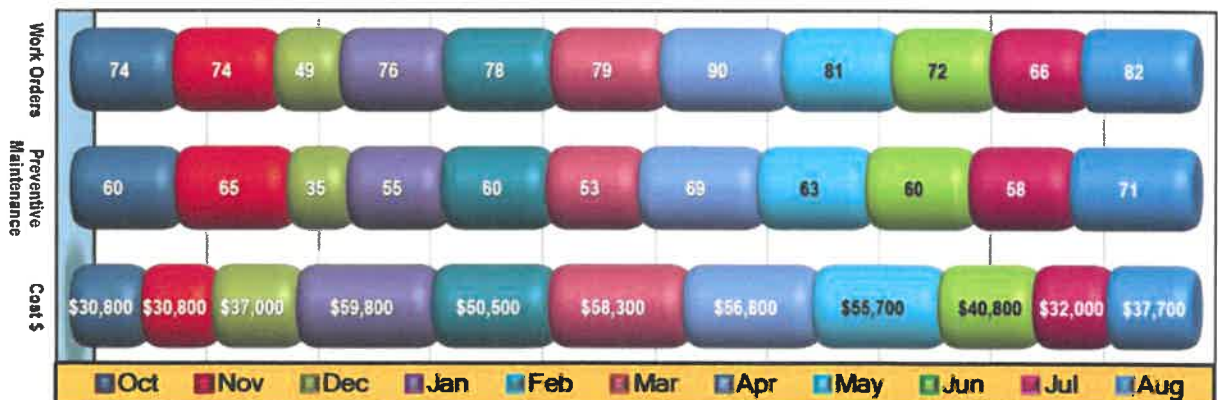 Work Orders
74 74 49 76 78 79 90 81 72 66 82
Preventive
Maintenance
60 65 35 55 60 53 69 63 60 58 71
Cost $
$30,800 $30,800 $37,000 $59,800 $50,500 $58,300 $56,800 $55,700 $40,800 $32,000 $37,700
Oct Nov Dec Jan Feb Mar Apr May Jun Jul Aug